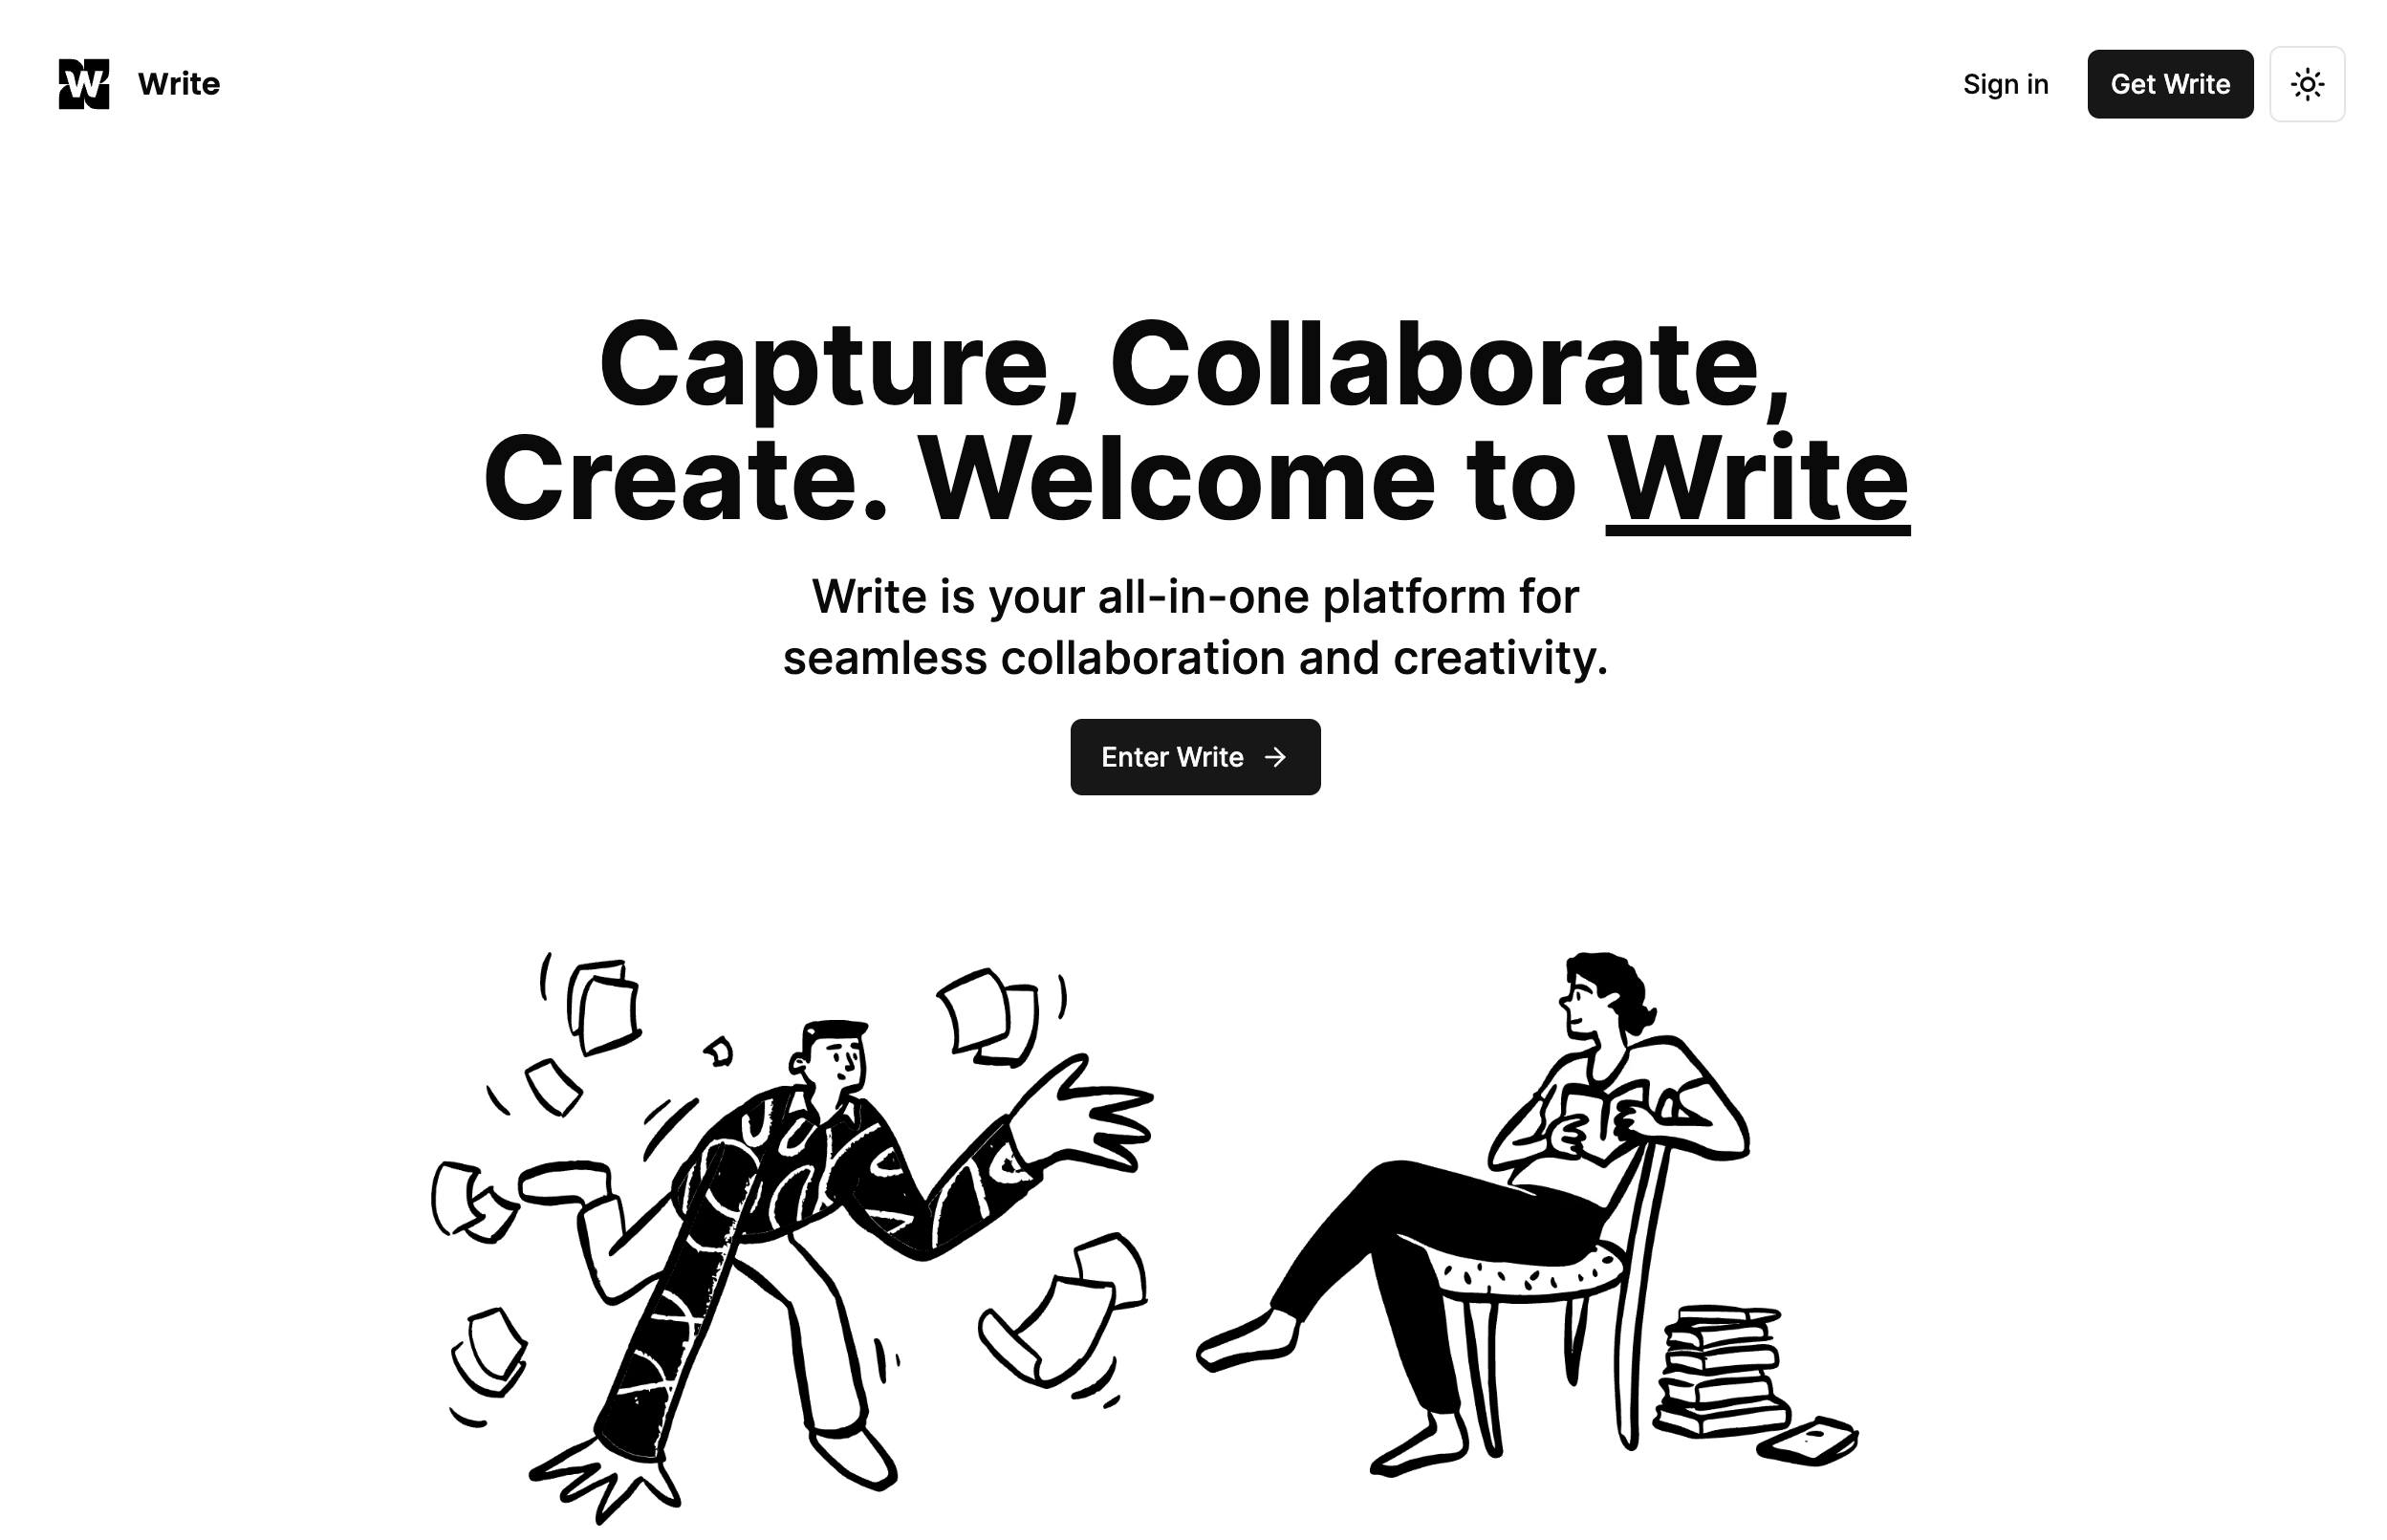 W Write
Sign in
Get Write
Capture, Collaborate,
Create. Welcome to Write
Write is your all-in-one platform for
seamless collaboration and creativity.
Enter Write →